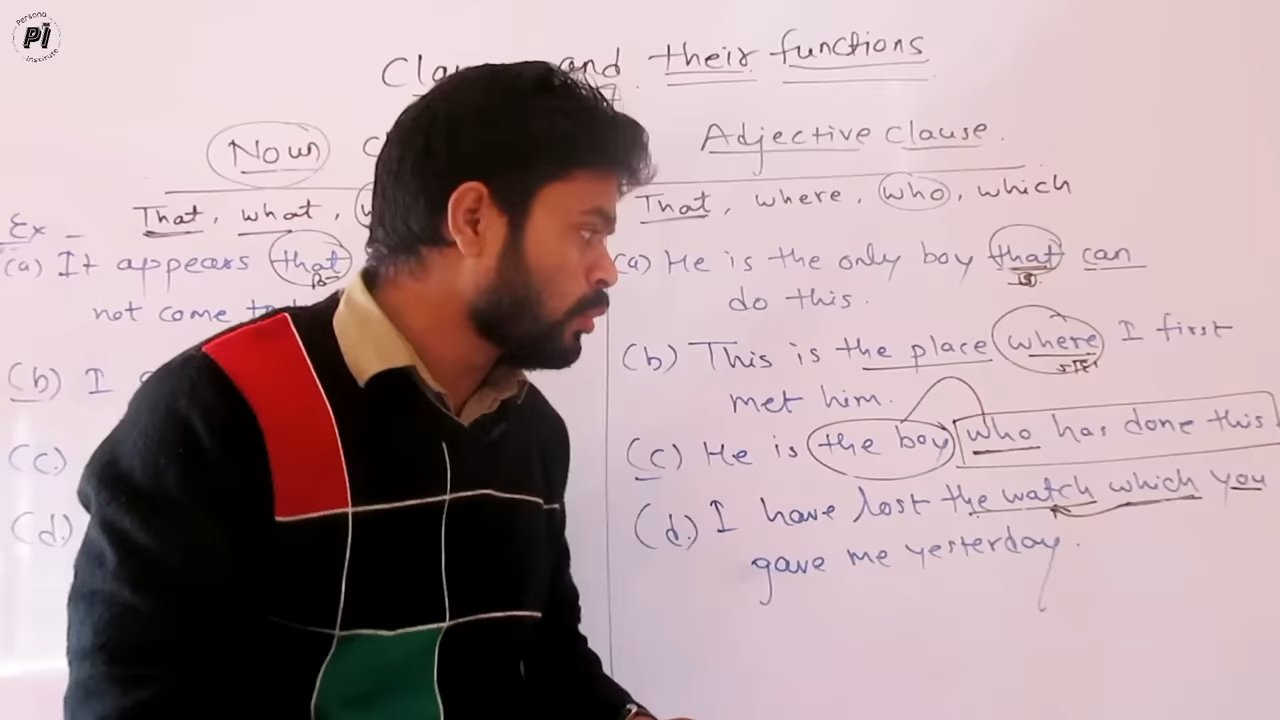 Persona
Pi
Institute
and their functions
Noun
Adjective Clause.
That, what,
That, where, who, which
Ex -
(a) It appears that
not come
(a) He is the only boy that can
do this.
(b) This is the place where I first
met him.
(b) I
(c) He is the boy who has done this.
(c)
(d.) I have lost the watch which you
gave me yesterday.
(d.)